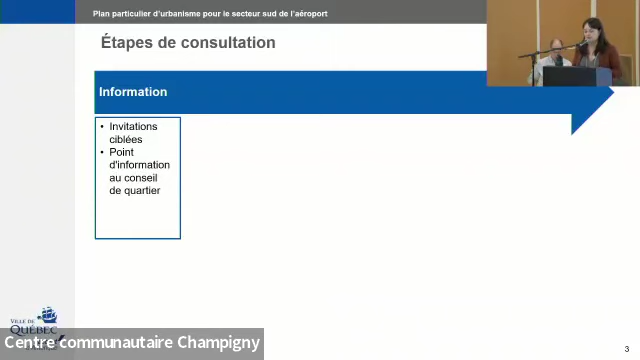 Plan particulier d'urbanisme pour le secteur sud de l'aéroport
Étapes de consultation
Information
• Invitations
ciblées
• Point
d'information
au conseil
de quartier
VILLE DE
QUÉBEC
Centre communautaire Champigny
3